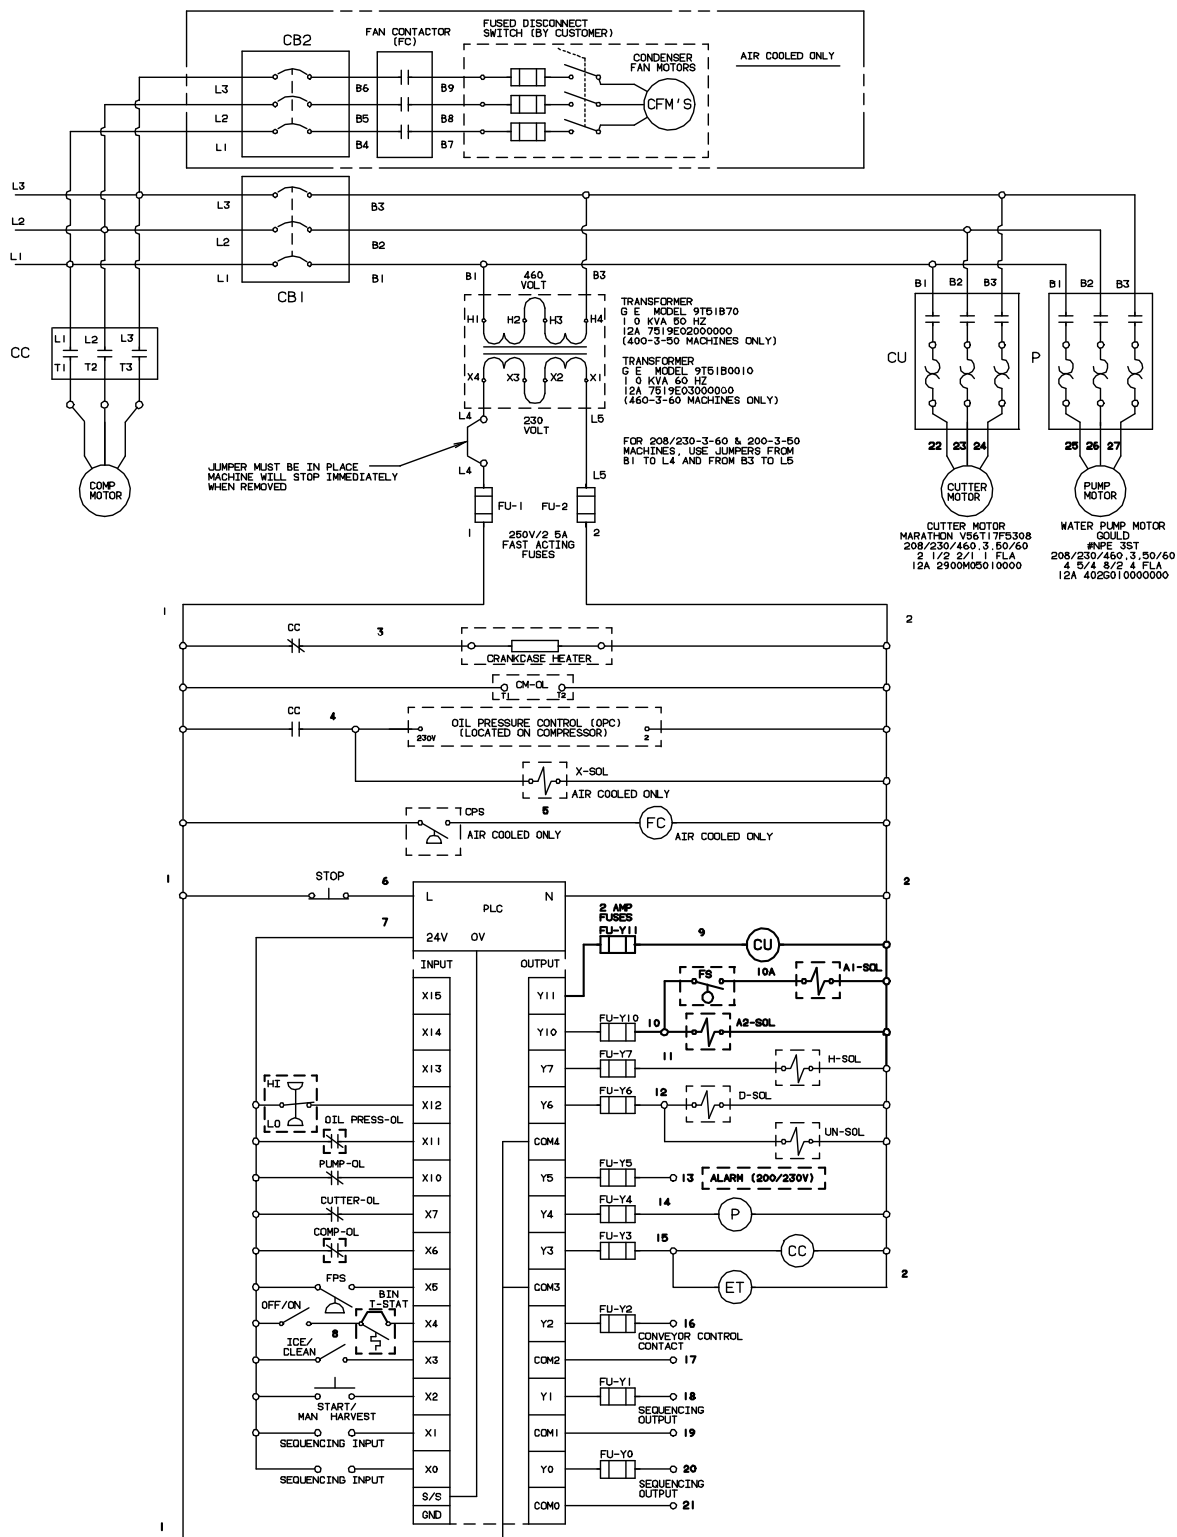 CB2
FAN CONTACTOR
(FC)
FUSED DISCONNECT
SWITCH (BY CUSTOMER)
CONDENSER
FAN MOTORS
AIR COOLED ONLY
L3
B6
B9
CFM'S
L2
B5
B8
L1
B4
B7
L3
L3
B3
L2
L2
B2
L1
L1
B1
CB1
B1
460
VOLT
B3
TRANSFORMER
G E MODEL 9T51B70
1 0 KVA 50 HZ
12A 7519E02000000
(400-3-50 MACHINES ONLY)
H1
H2
H3
H4
TRANSFORMER
G E MODEL 9T51B0010
1 0 KVA 60 HZ
12A 7519E03000000
(460-3-60 MACHINES ONLY)
X4
X3
X2
X1
L4
230
VOLT
L5
B1
B2
B3
B1
B2
B3
CC
L1
L2
L3
T1
T2
T3
CU
P
COMP
MOTOR
JUMPER MUST BE IN PLACE
MACHINE WILL STOP IMMEDIATELY
WHEN REMOVED
L4
L5
FOR 208/230-3-60 & 200-3-50
MACHINES, USE JUMPERS FROM
B1 TO L4 AND FROM B3 TO L5
22
23
24
25
26
27
CUTTER
MOTOR
PUMP
MOTOR
FU-1
FU-2
1
250V/2 5A
FAST ACTING
FUSES
2
CUTTER MOTOR
MARATHON V56T17F5308
208/230/460,3,50/60
2 1/2 2/1 1 FLA
12A 2900M05010000
WATER PUMP MOTOR
GOULD
#NPE 3ST
208/230/460,3,50/60
4 5/4 8/2 4 FLA
12A 402G010000000
1
2
CC
3
CRANKCASE HEATER
CM-OL
T1
T2
CC
4
230V
OIL PRESSURE CONTROL (OPC)
(LOCATED ON COMPRESSOR)
2
X-SOL
AIR COOLED ONLY
CPS
5
AIR COOLED ONLY
FC
AIR COOLED ONLY
1
STOP
6
L
N
2
PLC
7
24V
0V
2 AMP
FUSES
FU-Y11
9
CU
INPUT
OUTPUT
X15
Y11
FS
10A
A1-SOL
X14
Y10
FU-Y10
10
A2-SOL
X13
Y7
FU-Y7
11
H-SOL
HI
LO
X12
Y6
FU-Y6
12
D-SOL
OIL PRESS-OL
X11
COM4
UN-SOL
PUMP-OL
X10
Y5
FU-Y5
13
ALARM (200/230V)
CUTTER-OL
X7
Y4
FU-Y4
14
P
COMP-OL
X6
Y3
FU-Y3
15
CC
FPS
X5
COM3
ET
2
OFF/ON
8
BIN
T-STAT
X4
Y2
FU-Y2
16
CONVEYOR CONTROL
CONTACT
ICE/
CLEAN
X3
COM2
17
START/
MAN HARVEST
X2
Y1
FU-Y1
18
SEQUENCING
OUTPUT
SEQUENCING INPUT
X1
COM1
19
SEQUENCING INPUT
X0
Y0
FU-Y0
20
SEQUENCING
OUTPUT
S/S
COM0
21
GND
1